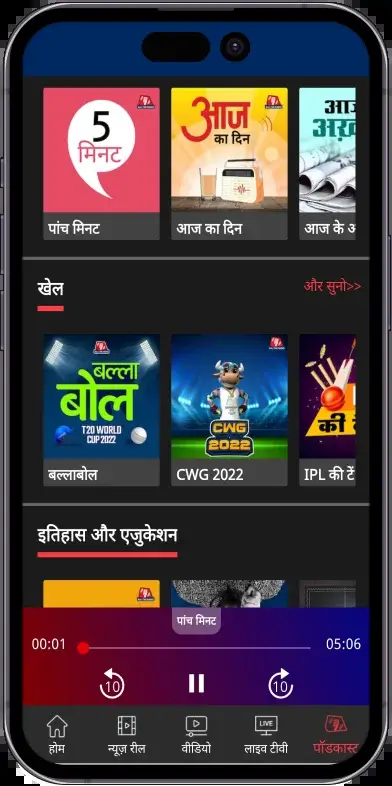 5
मिनट
आज
का दिन
आज
पांच मिनट
आज का दिन
आज के अ
खेल
और सुनो>>
बल्ला
बोल
T20 WORLD
CUP 2022
CWG
2022
की
बल्लाबोल
CWG 2022
IPL की टें
इतिहास और एजुकेशन
पांच मिनट
00:01
05:06
10
10
LIVE
होम
न्यूज़ रील
वीडियो
लाइव टीवी
पॉडकास्ट